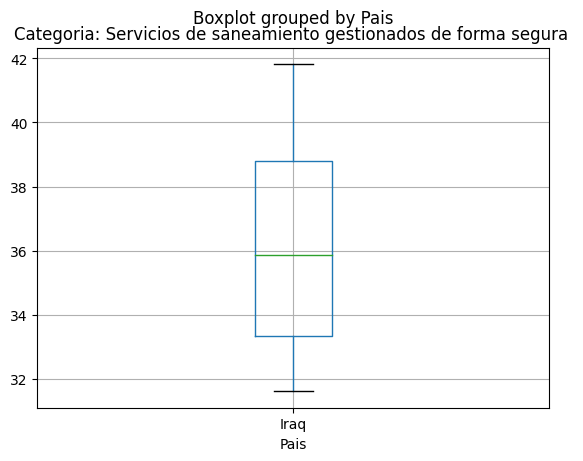 Boxplot grouped by Pais
Categoria: Servicios de saneamiento gestionados de forma segura
42
40
38
36
34
32
Iraq
Pais